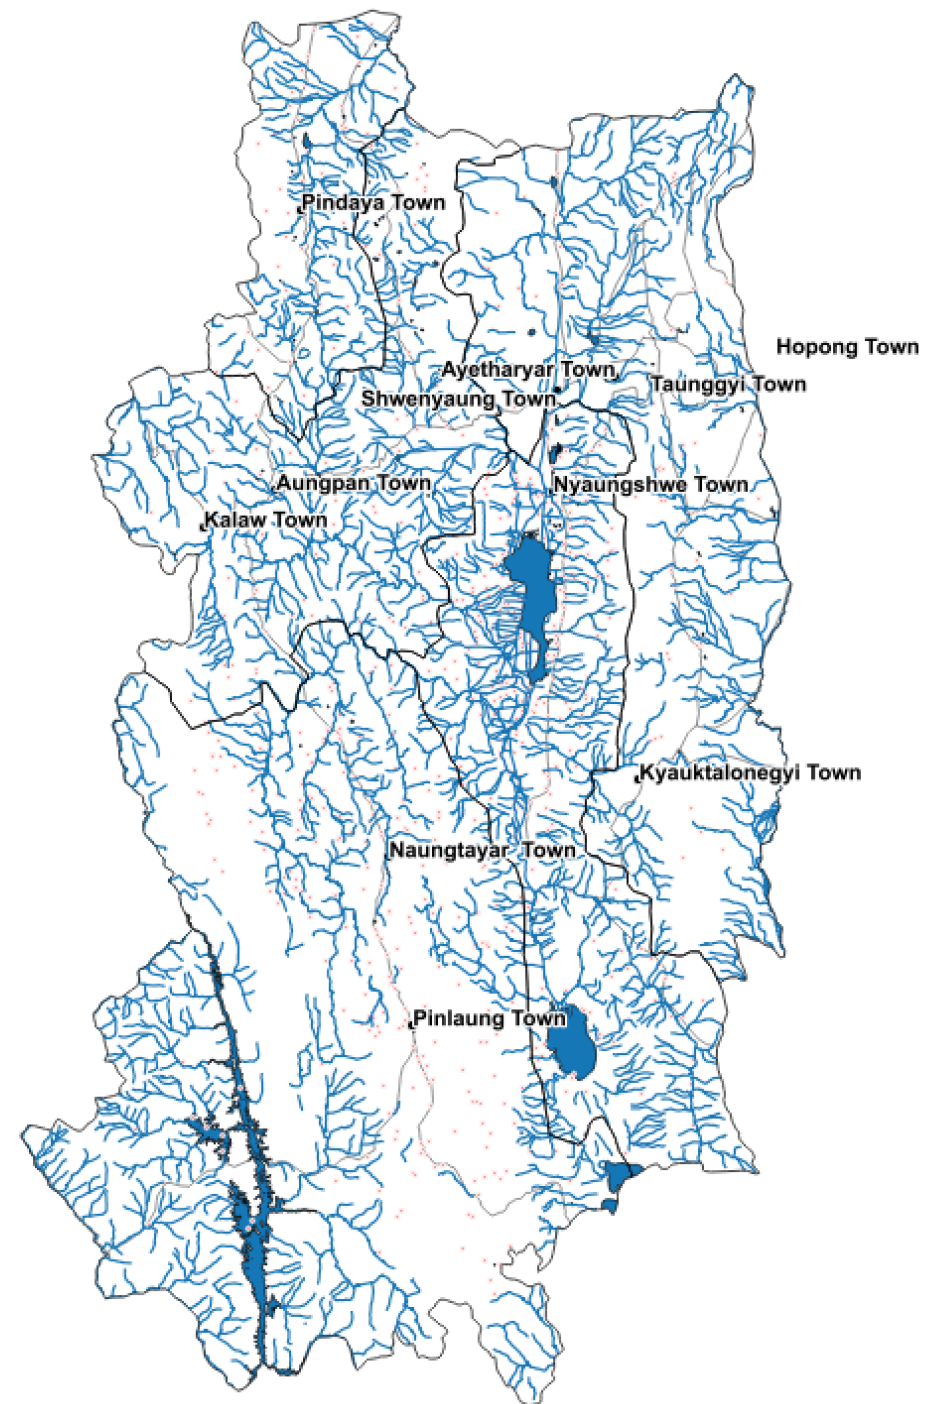 Pindaya Town
Hopong Town
Ayetharyar Town
Taunggyi Town
Shwenyaung Town
Aungpan Town
Nyaungshwe Town
Kalaw Town
Kyauktalonegyi Town
Naungtayar Town
Pinlaung Town